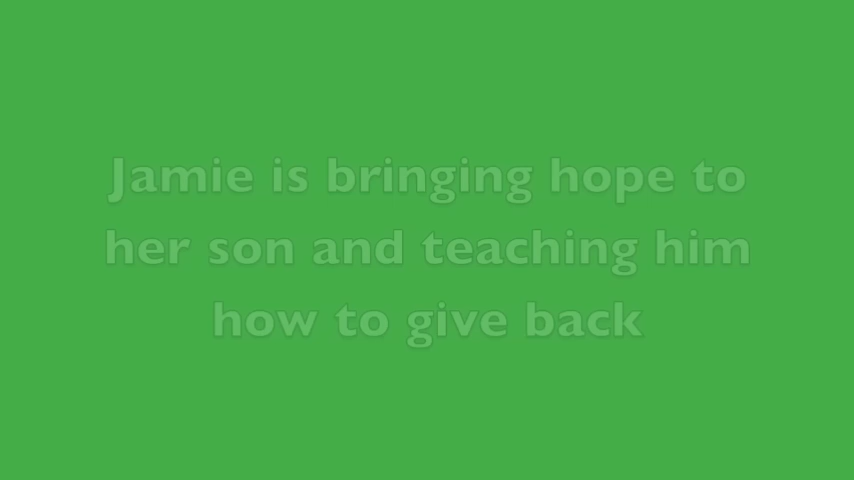 Jamie is bringing hope to
her son and teaching him
how to give back